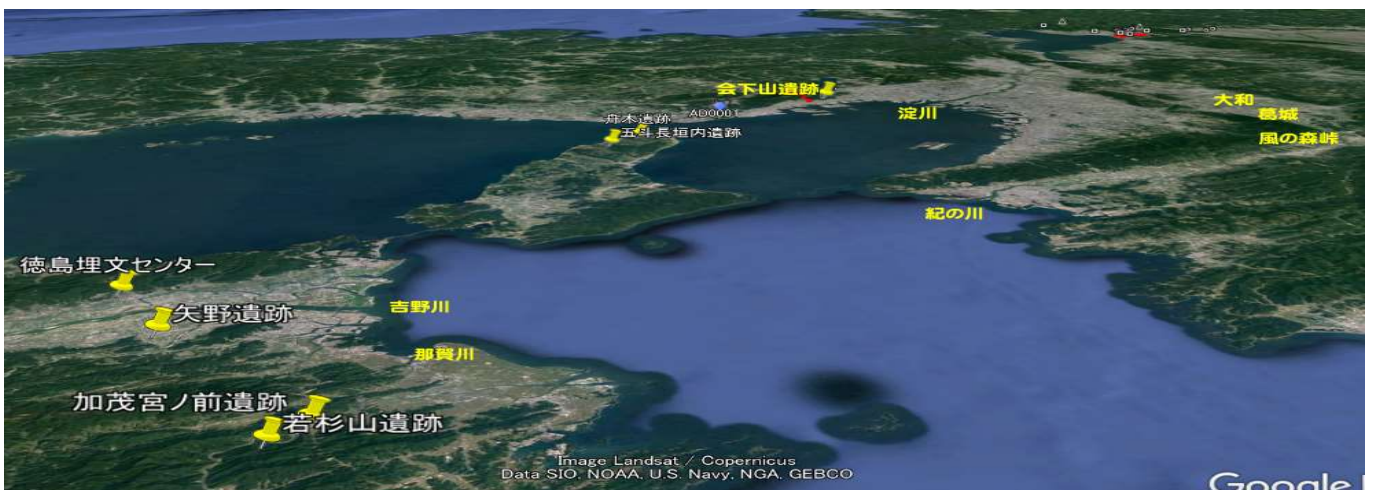 会下山遺跡
AD0001
舟木遺跡
五斗長垣内遺跡
淀川
大和
葛城
風の森峠
紀の川
徳島埋文センター
矢野遺跡
吉野川
那賀川
加茂宮ノ前遺跡
若杉山遺跡
Image Landsat / Copernicus
Data SIO, NOAA, U.S. Navy, NGA, GEBCO
Google